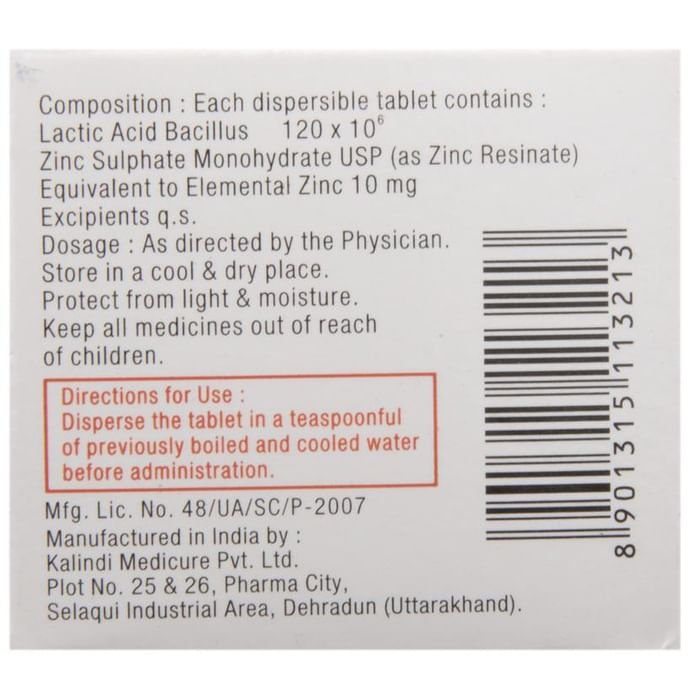 Composition : Each dispersible tablet contains :
Lactic Acid Bacillus 120 x 10⁶
Zinc Sulphate Monohydrate USP (as Zinc Resinate)
Equivalent to Elemental Zinc 10 mg
Excipients q.s.
Dosage : As directed by the Physician.
Store in a cool & dry place.
Protect from light & moisture.
Keep all medicines out of reach
of children.
Directions for Use :
Disperse the tablet in a teaspoonful
of previously boiled and cooled water
before administration.
Mfg. Lic. No. 48/UA/SC/P-2007
Manufactured in India by :
Kalindi Medicure Pvt. Ltd.
Plot No. 25 & 26, Pharma City,
Selaqui Industrial Area, Dehradun (Uttarakhand).
8 901315 113213